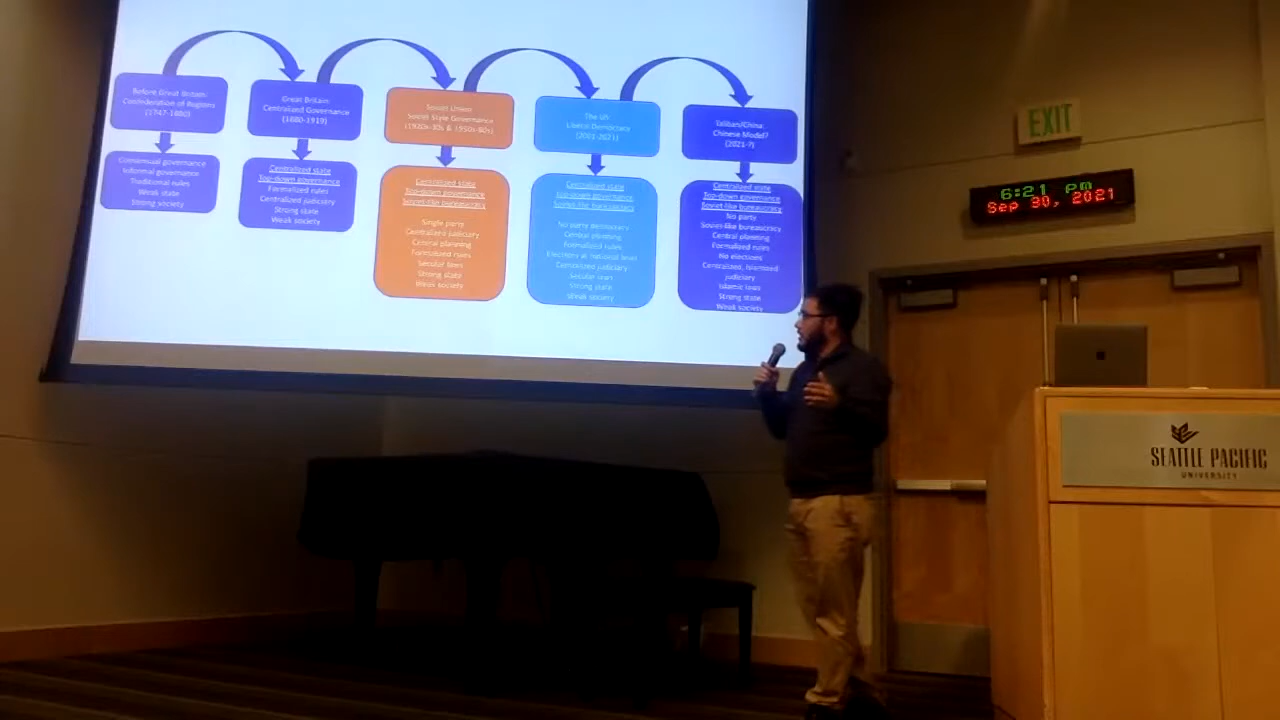 Before Great Britain:
Confederation of Regions
(1747-1880)
Consensual governance
Informal governance
Traditional rules
Weak state
Strong society
Great Britain:
Centralized Governance
(1880-1919)
Centralized state
Top-down governance
Formalized rules
Centralized judiciary
Strong state
Weak society
Soviet Union:
Soviet Style Governance
(1920s-30s & 1950s-80s)
Centralized state
Top-down governance
Soviet-like bureaucracy
Single party
Centralized judiciary
Central planning
Formalized rules
Secular laws
Strong state
Weak society
The US:
Liberal Democracy
(2001-2021)
Centralized state
Top-down governance
Soviet-like bureaucracy
No party democracy
Central planning
Formalized rules
Elections at national level
Centralized judiciary
Secular laws
Strong state
Weak society
Taliban/China:
Chinese Model?
(2021-?)
Centralized state
Top-down governance
Soviet-like bureaucracy
No party
Soviet-like bureaucracy
Central planning
Formalized rules
No elections
Centralized, Islamized
judiciary
Islamic laws
Strong state
Weak society
EXIT
6:21 PM
Sep 30, 2021
SEATTLE PACIFIC
UNIVERSITY